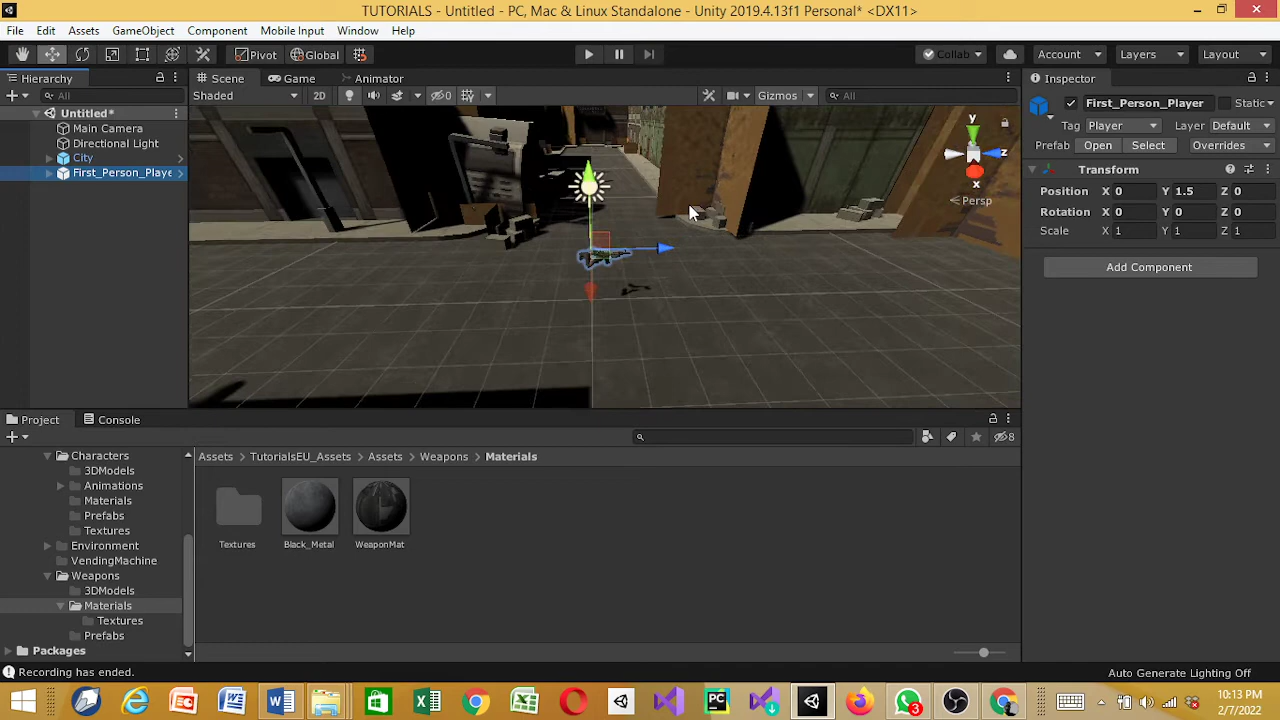 TUTORIALS - Untitled - PC, Mac & Linux Standalone - Unity 2019.4.13f1 Personal* <DX11>
File Edit Assets GameObject Component Mobile Input Window Help
Pivot Global Collab Account Layers Layout
Hierarchy Scene Game Animator Inspector
All Shaded 2D 0 Gizmos All First_Person_Player Static
Untitled*
Main Camera
Directional Light
City
First_Person_Playe
y
z
x
Persp
Tag Player Layer Default
Prefab Open Select Overrides
Transform
Position X 0 Y 1.5 Z 0
Rotation X 0 Y 0 Z 0
Scale X 1 Y 1 Z 1
Add Component
Project Console
8
Characters
3DModels
Animations
Materials
Prefabs
Textures
Environment
VendingMachine
Weapons
3DModels
Materials
Textures
Prefabs
Packages
Assets > TutorialsEU_Assets > Assets > Weapons > Materials
Textures Black_Metal WeaponMat
Recording has ended. Auto Generate Lighting Off
3
10:13 PM
2/7/2022